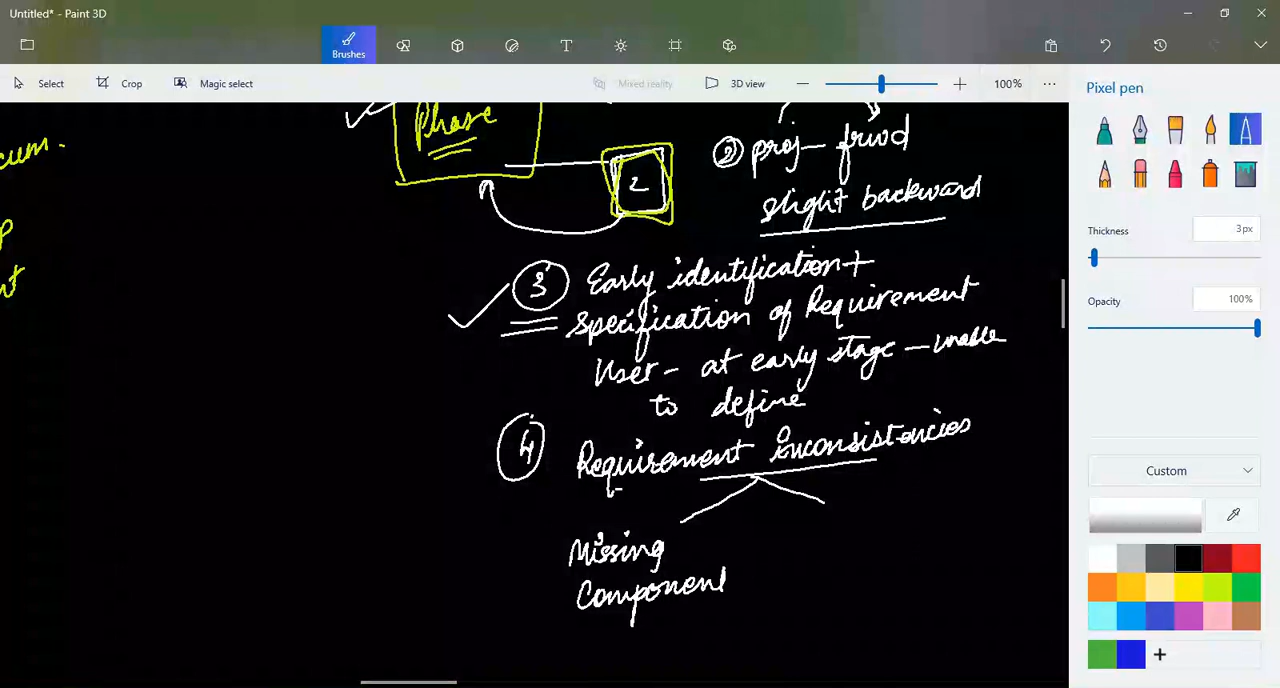 Untitled* - Paint 3D
Brushes
Select
Crop
Magic select
Mixed reality
3D view
100%
Pixel pen
Thickness
3px
Opacity
100%
Custom
cum.
Phase
2
② proj- frwd
slight backward
③ Early identification +
specification of Requirement
User - at early stage - unable
to define
④ Requirement Inconsistencies
Missing
Component